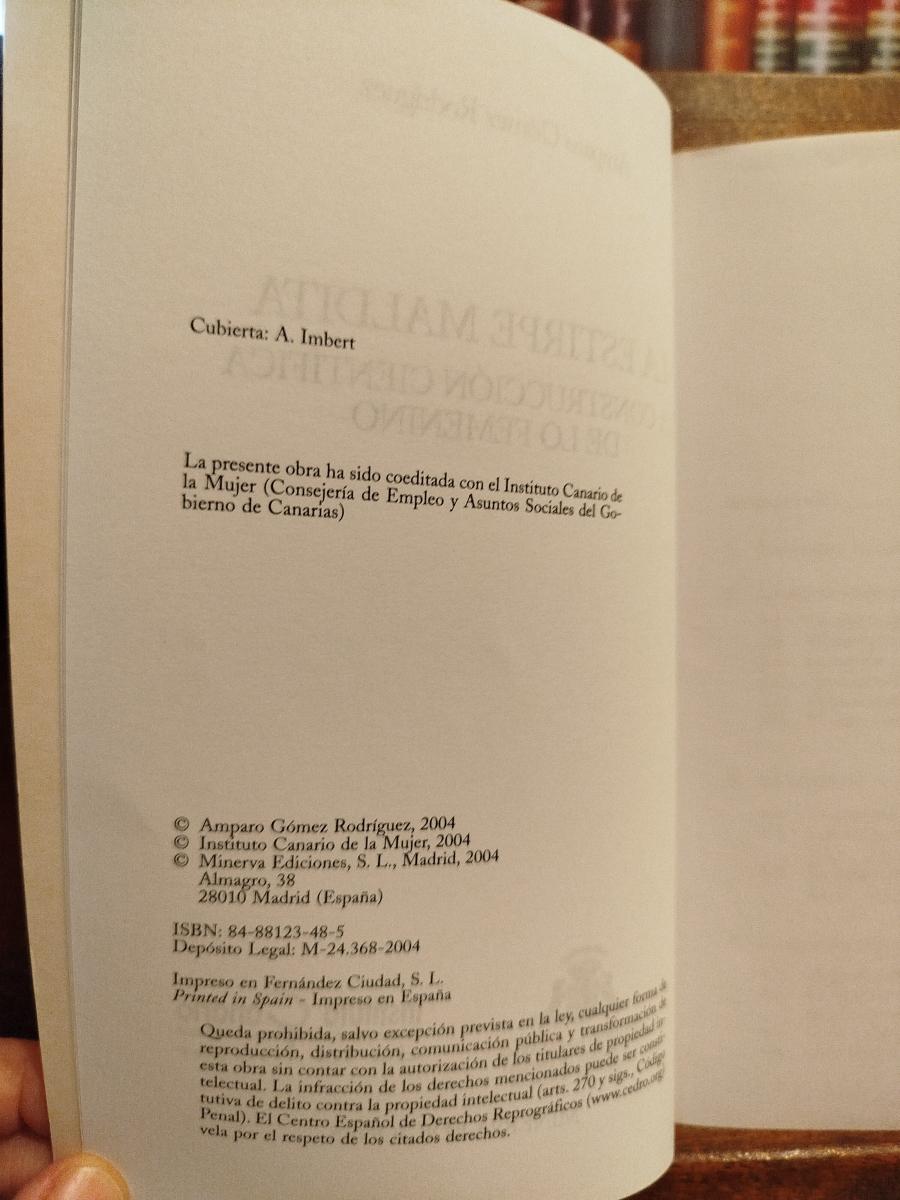 Cubierta: A. Imbert
La presente obra ha sido coeditada con el Instituto Canario de
la Mujer (Consejería de Empleo y Asuntos Sociales del Go-
bierno de Canarias)
© Amparo Gómez Rodríguez, 2004
© Instituto Canario de la Mujer, 2004
© Minerva Ediciones, S. L., Madrid, 2004
Almagro, 38
28010 Madrid (España)
ISBN: 84-88123-48-5
Depósito Legal: M-24.368-2004
Impreso en Fernández Ciudad, S. L.
Printed in Spain - Impreso en España
Queda prohibida, salvo excepción prevista en la ley, cualquier forma de
reproducción, distribución, comunicación pública y transformación de
esta obra sin contar con la autorización de los titulares de propiedad in-
telectual. La infracción de los derechos mencionados puede ser consti-
tutiva de delito contra la propiedad intelectual (arts. 270 y sigs., Código
Penal). El Centro Español de Derechos Reprográficos (www.cedro.org)
vela por el respeto de los citados derechos.